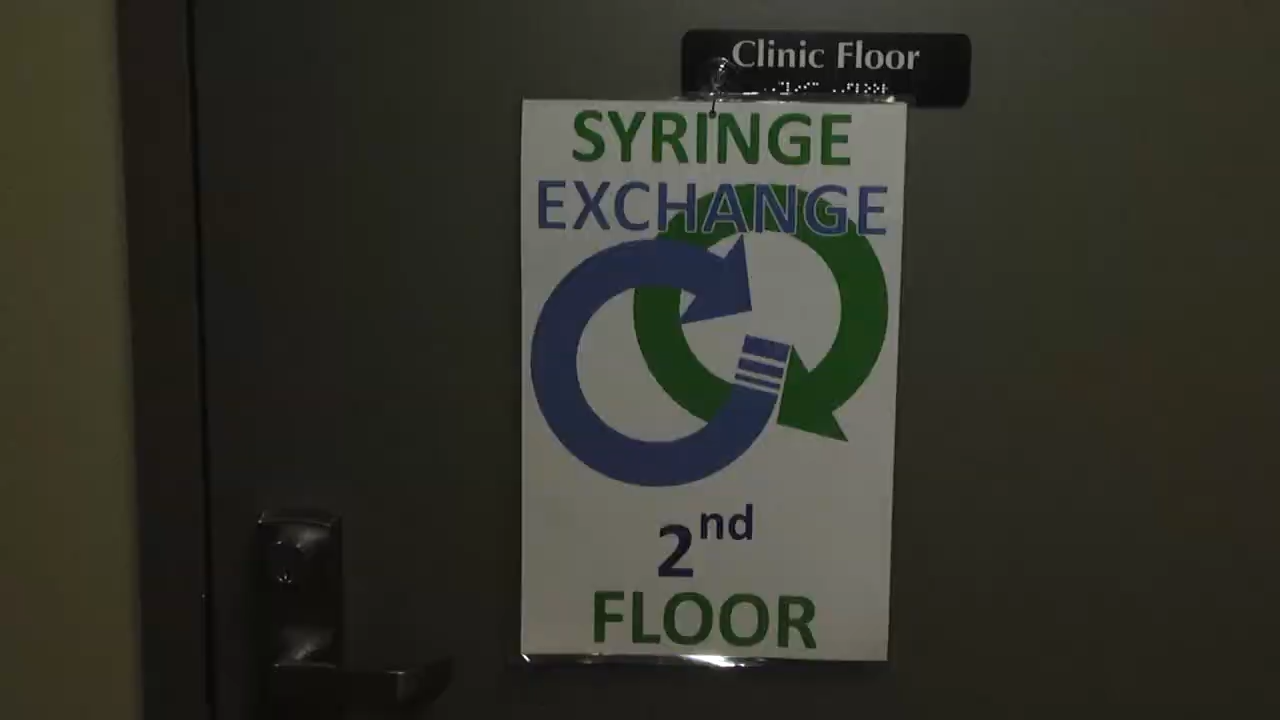 Clinic Floor
SYRINGE
EXCHANGE
2nd
FLOOR